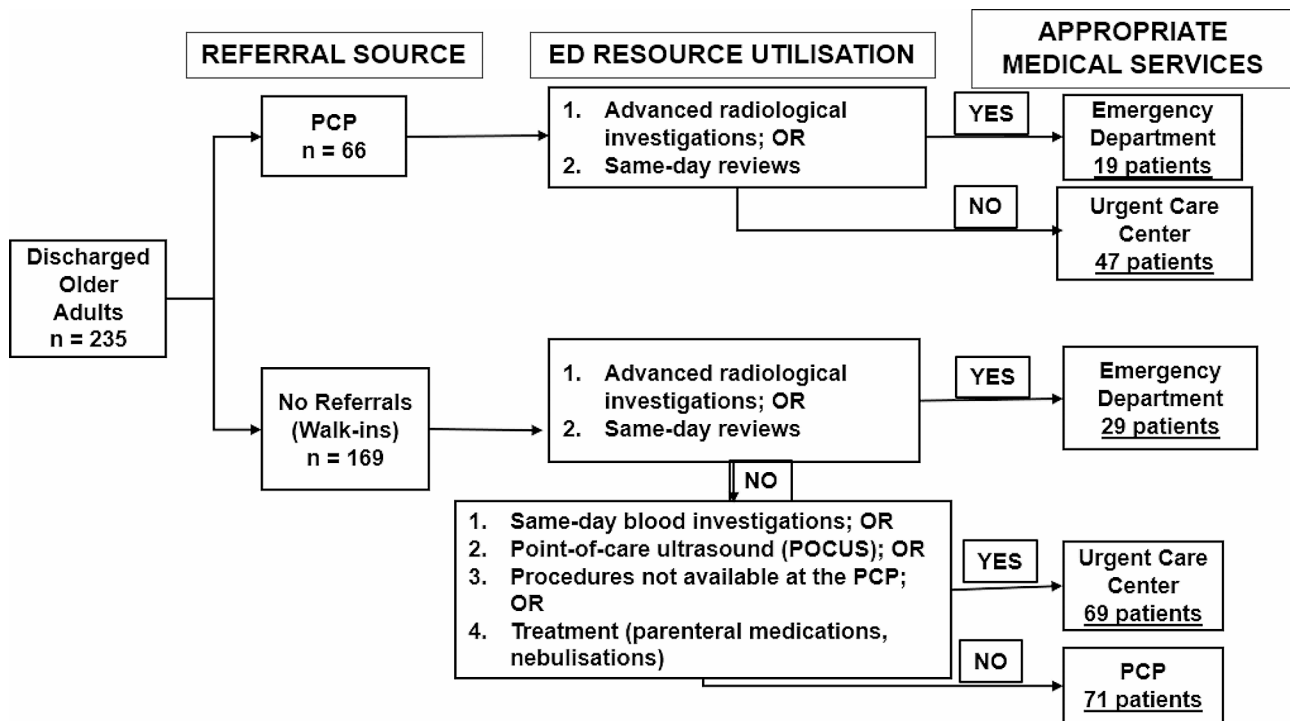 REFERRAL SOURCE
ED RESOURCE UTILISATION
APPROPRIATE
MEDICAL SERVICES
PCP
n = 66
1. Advanced radiological
investigations; OR
2. Same-day reviews
YES
Emergency
Department
19 patients
NO
Urgent Care
Center
47 patients
Discharged
Older
Adults
n = 235
No Referrals
(Walk-ins)
n = 169
1. Advanced radiological
investigations; OR
2. Same-day reviews
YES
Emergency
Department
29 patients
NO
1. Same-day blood investigations; OR
2. Point-of-care ultrasound (POCUS); OR
3. Procedures not available at the PCP;
OR
4. Treatment (parenteral medications,
nebulisations)
YES
Urgent Care
Center
69 patients
NO
PCP
71 patients